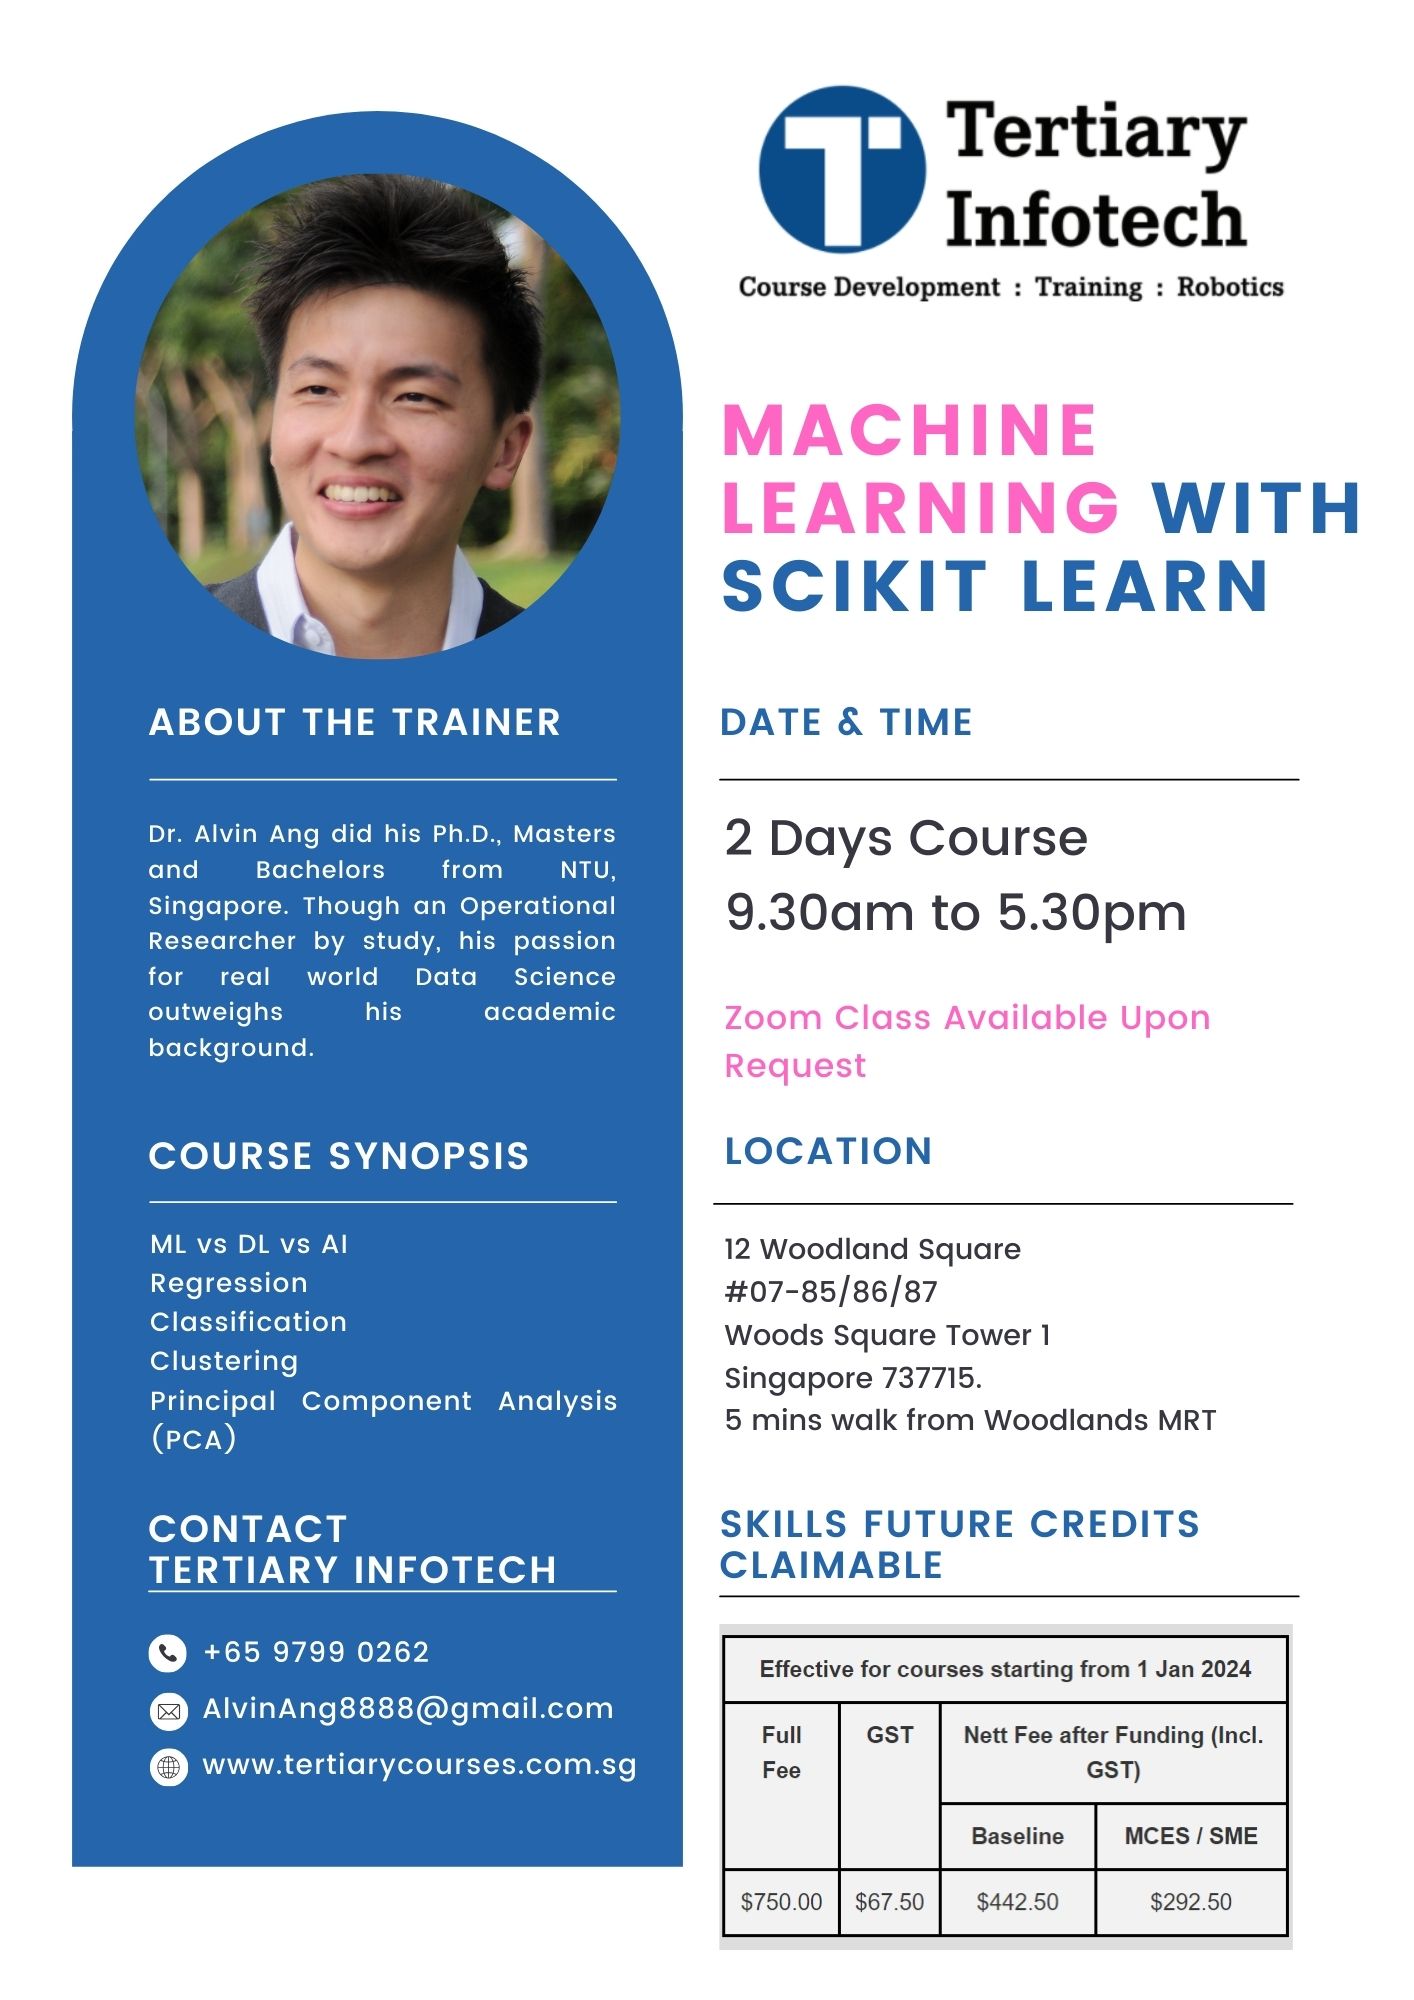 Tertiary
Infotech
Course Development : Training : Robotics
MACHINE
LEARNING WITH
SCIKIT LEARN
ABOUT THE TRAINER
Dr. Alvin Ang did his Ph.D., Masters
and Bachelors from NTU,
Singapore. Though an Operational
Researcher by study, his passion
for real world Data Science
outweighs his academic
background.
COURSE SYNOPSIS
ML vs DL vs AI
Regression
Classification
Clustering
Principal Component Analysis
(PCA)
CONTACT
TERTIARY INFOTECH
+65 9799 0262
AlvinAng8888@gmail.com
www.tertiarycourses.com.sg
DATE & TIME
2 Days Course
9.30am to 5.30pm
Zoom Class Available Upon
Request
LOCATION
12 Woodland Square
#07-85/86/87
Woods Square Tower 1
Singapore 737715.
5 mins walk from Woodlands MRT
SKILLS FUTURE CREDITS
CLAIMABLE
Effective for courses starting from 1 Jan 2024
Full
Fee
GST
Nett Fee after Funding (Incl.
GST)
Baseline
MCES / SME
$750.00
$67.50
$442.50
$292.50